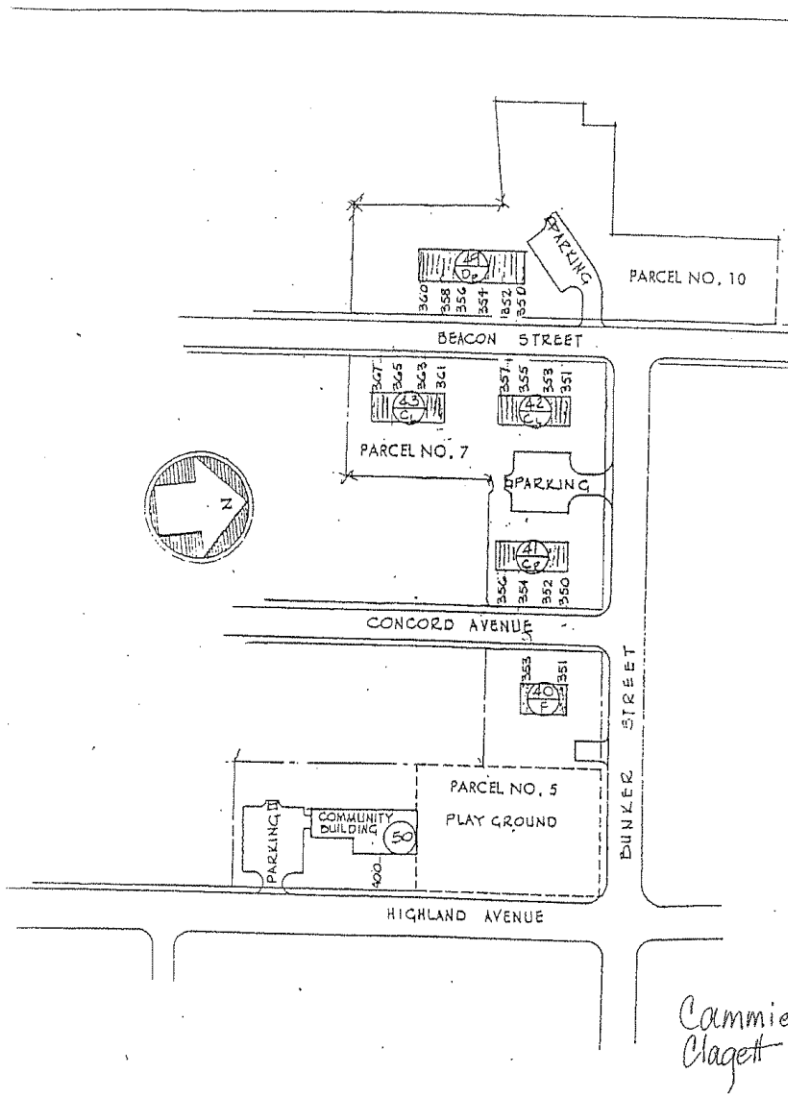 PARKING
49
PARCEL NO. 10
360
358
356
354
352
350
BEACON STREET
367
365
363
361
357
355
353
351
43
42
PARCEL NO. 7
N
PARKING
41
356
354
352
350
CONCORD AVENUE
353
351
40
F
BUNKER STREET
PARCEL NO. 5
PLAY GROUND
PARKING
COMMUNITY
BUILDING
50
400
HIGHLAND AVENUE
Cammie
Clagett